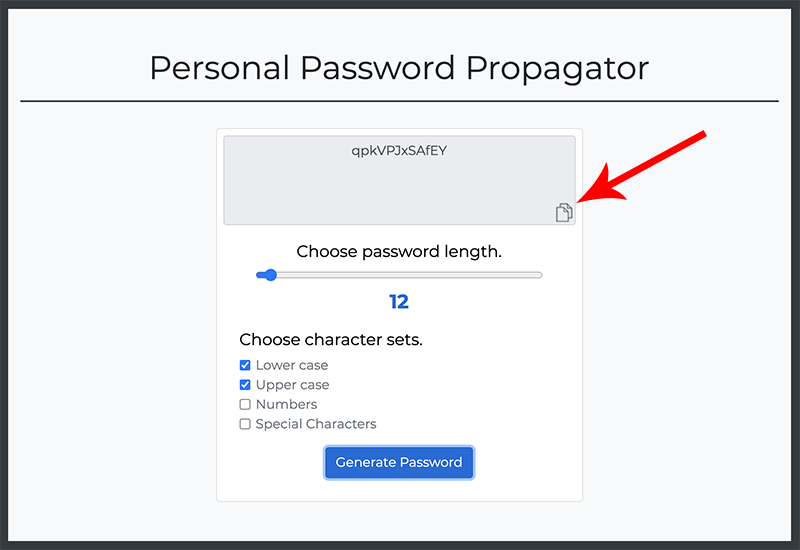 Personal Password Propagator
qpkVPJxSAfEY
Choose password length.
12
Choose character sets.
Lower case
Upper case
Numbers
Special Characters
Generate Password